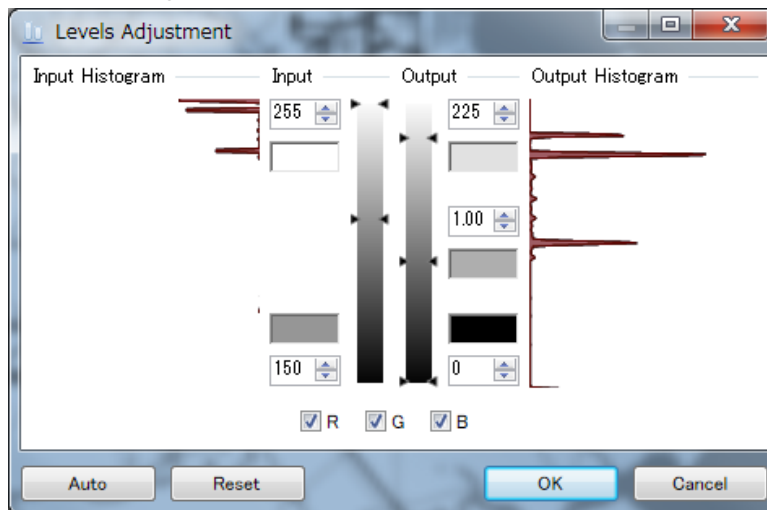 Levels Adjustment
Input Histogram
Input
Output
Output Histogram
255
225
1.00
150
0
R
G
B
Auto
Reset
OK
Cancel